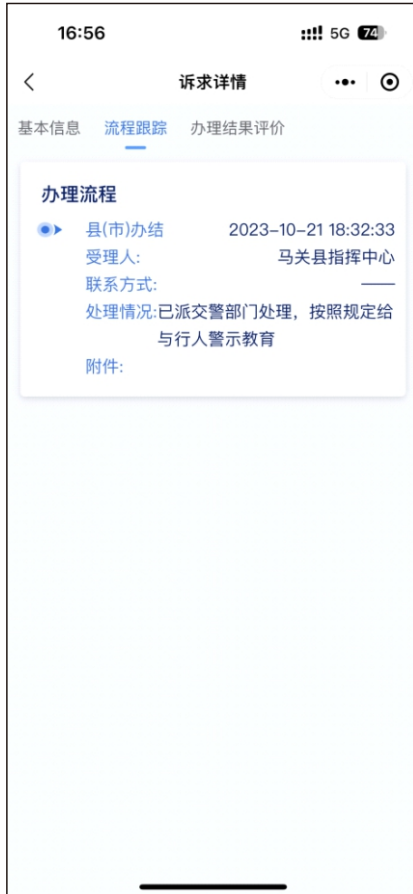 16:56
5G 74
诉求详情
基本信息 流程跟踪 办理结果评价
办理流程
县(市)办结 2023-10-21 18:32:33
受理人: 马关县指挥中心
联系方式: ——
处理情况:已派交警部门处理，按照规定给
与行人警示教育
附件: